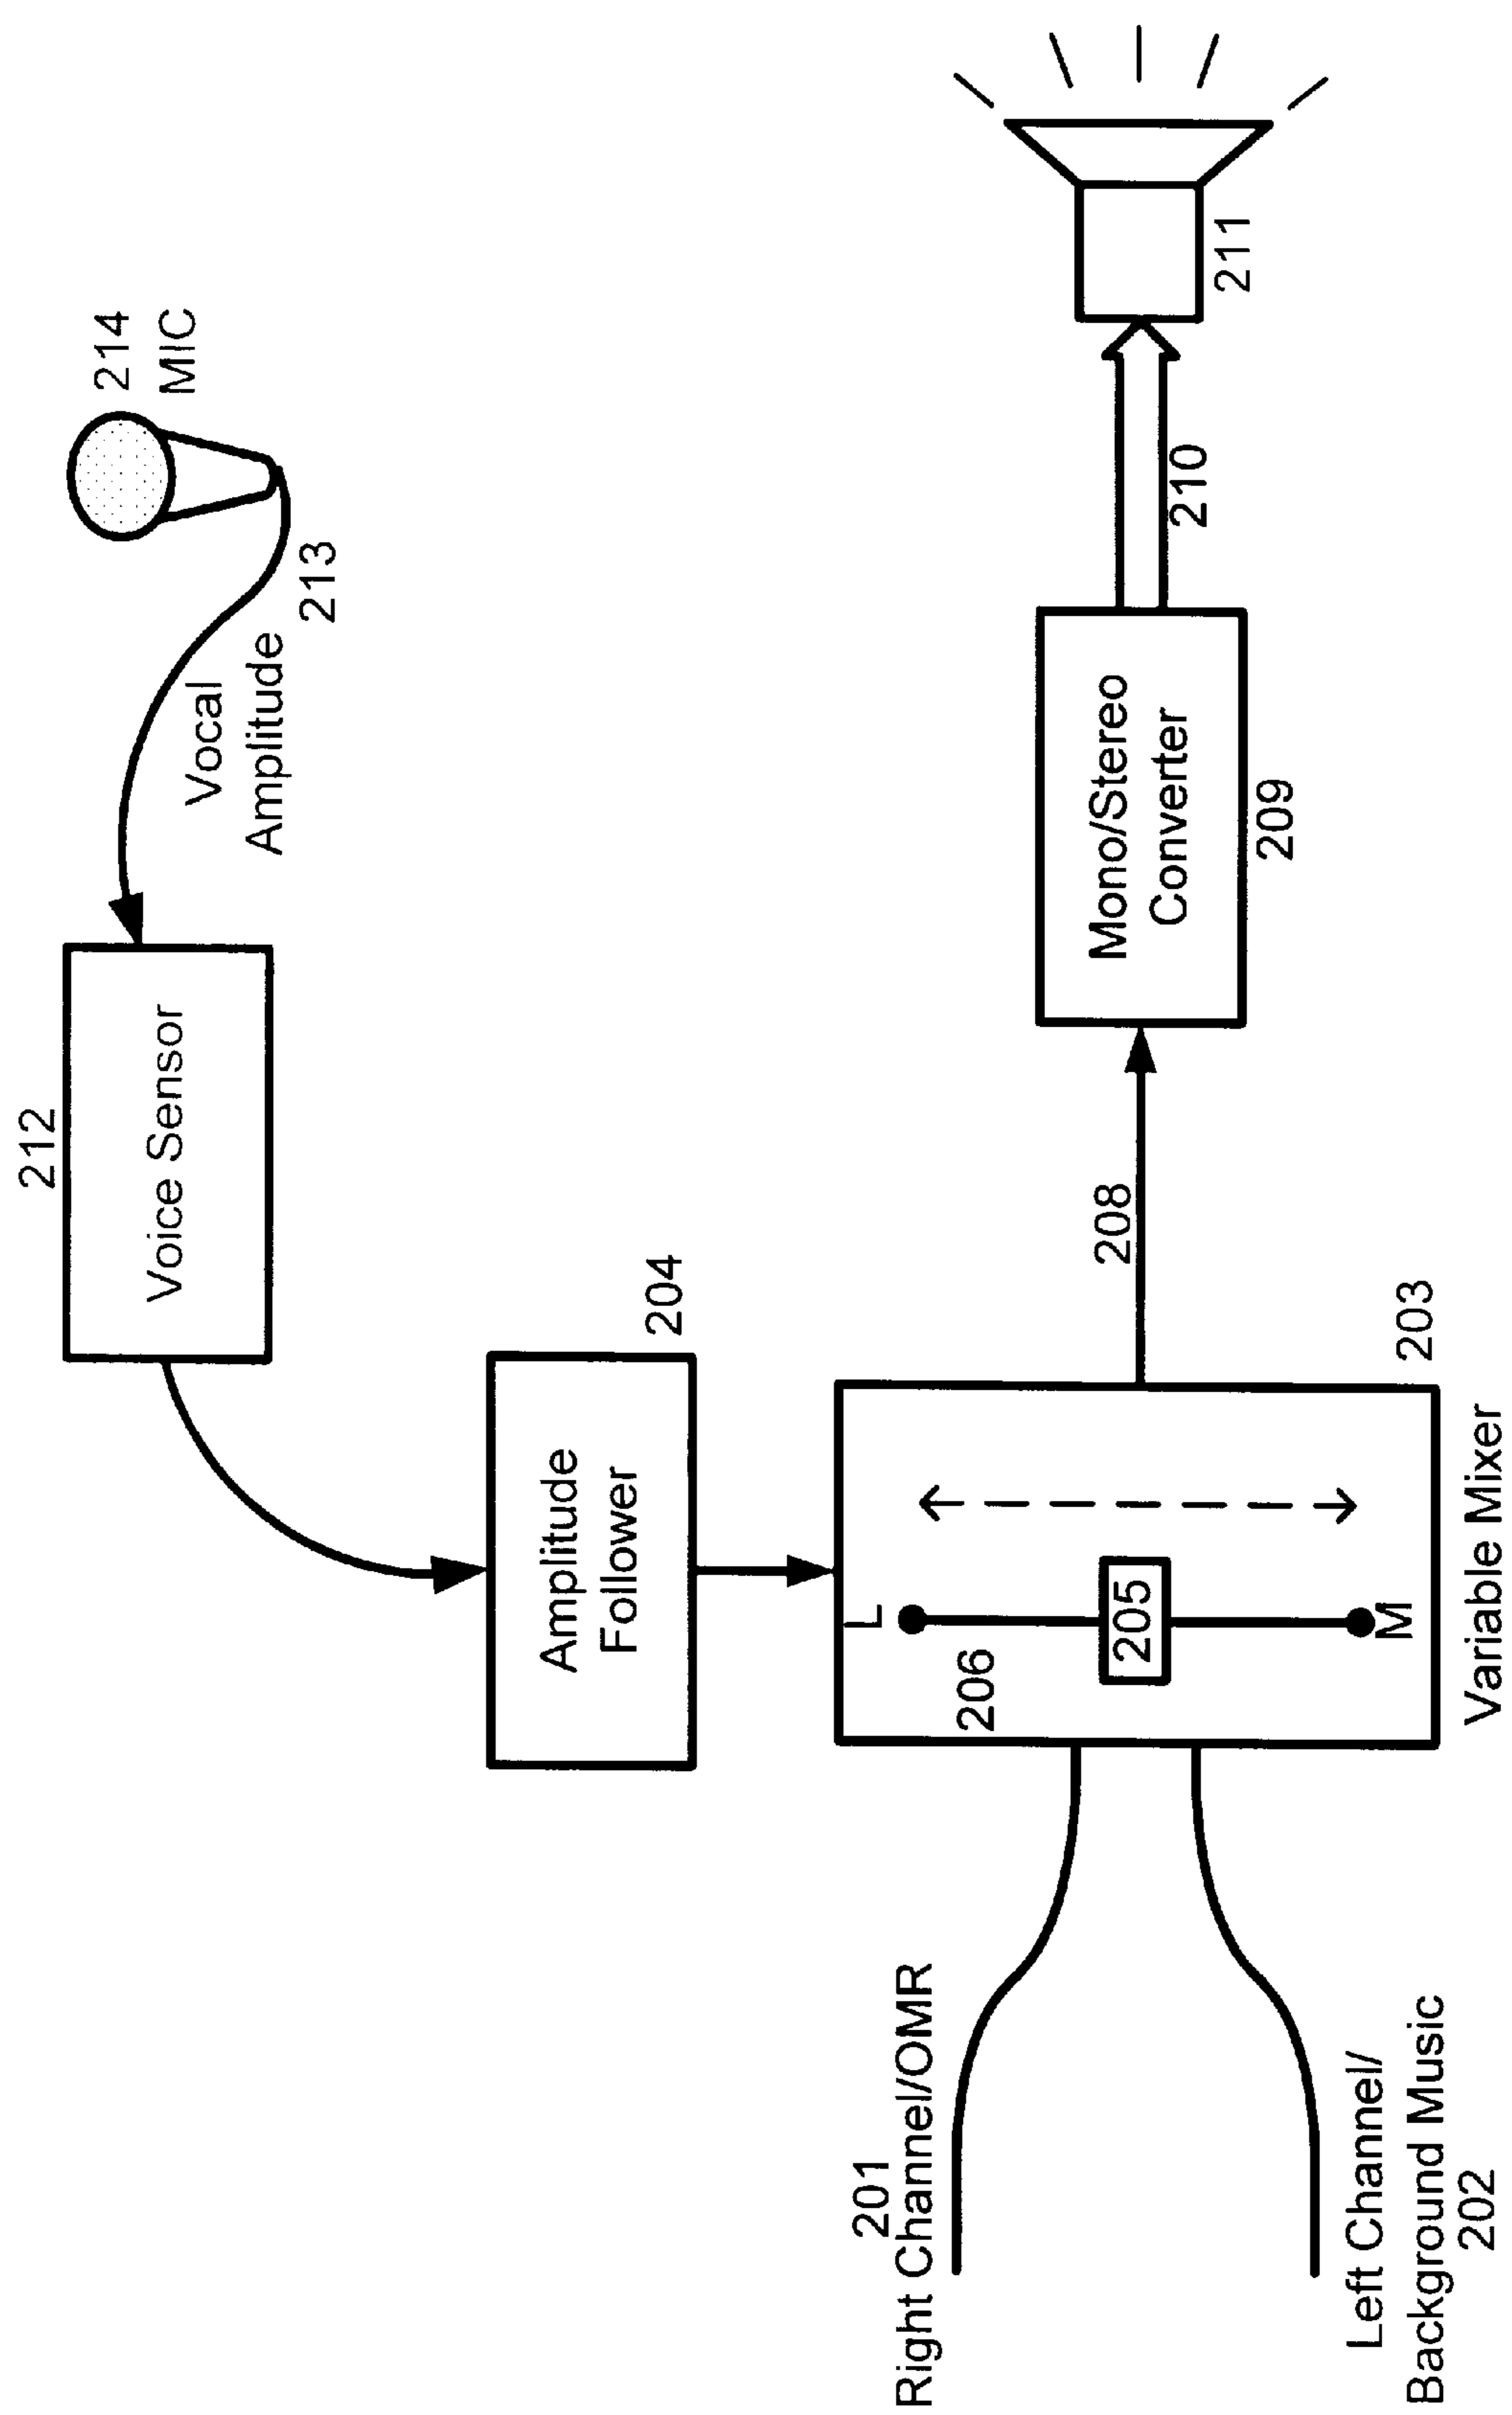 212
Voice Sensor
Vocal
Amplitude
213
214
MIC
Amplitude
Follower
204
201
Right Channel/OMR
Left Channel/
Background Music
202
L
206
205
M
203
Variable Mixer
208
Mono/Stereo
Converter
209
210
211